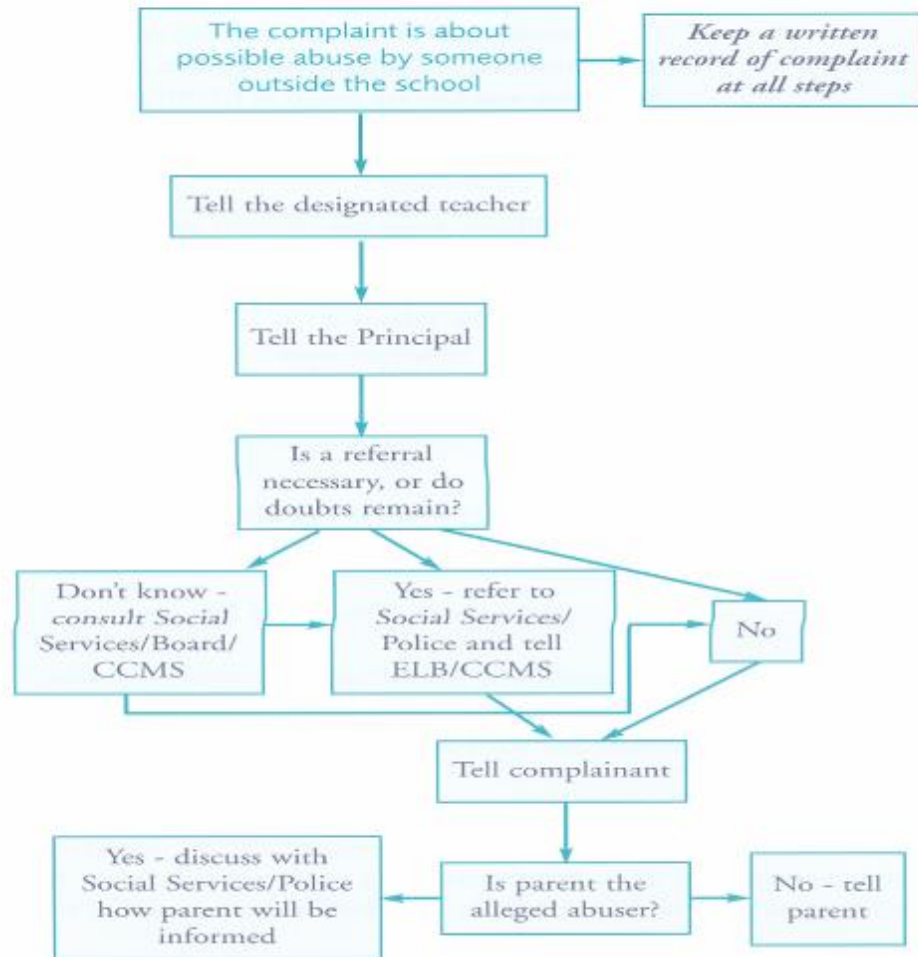 The complaint is about
possible abuse by someone
outside the school
Keep a written
record of complaint
at all steps
Tell the designated teacher
Tell the Principal
Is a referral
necessary, or do
doubts remain?
Don't know -
consult Social
Services/Board/
CCMS
Yes - refer to
Social Services/
Police and tell
ELB/CCMS
No
Tell complainant
Yes - discuss with
Social Services/Police
how parent will be
informed
Is parent the
alleged abuser?
No - tell
parent